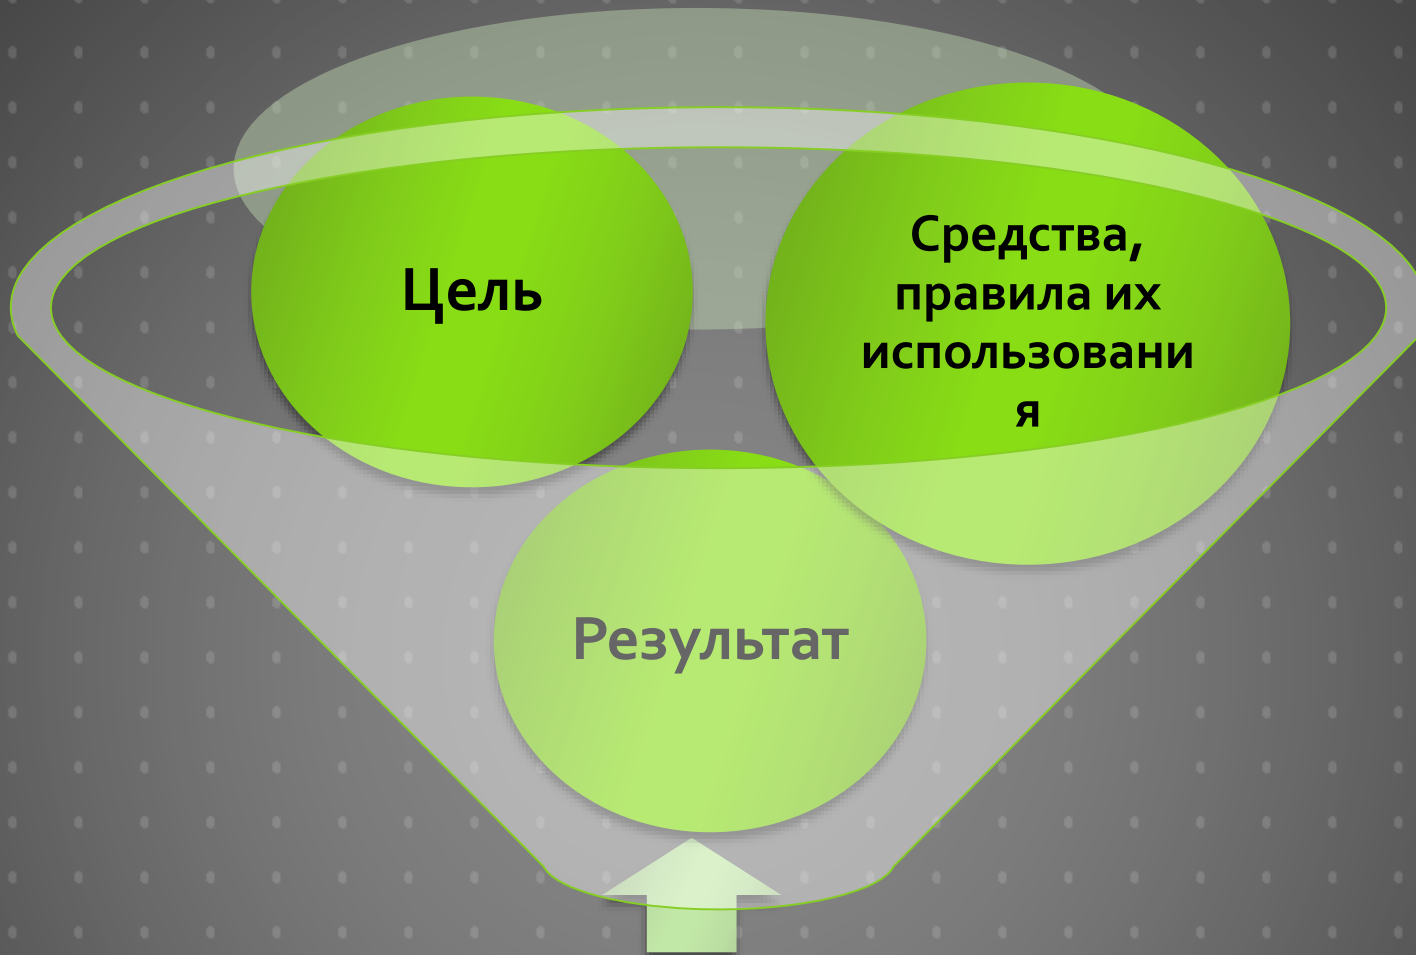 Цель
Средства,
правила их
использовани
я
Результат